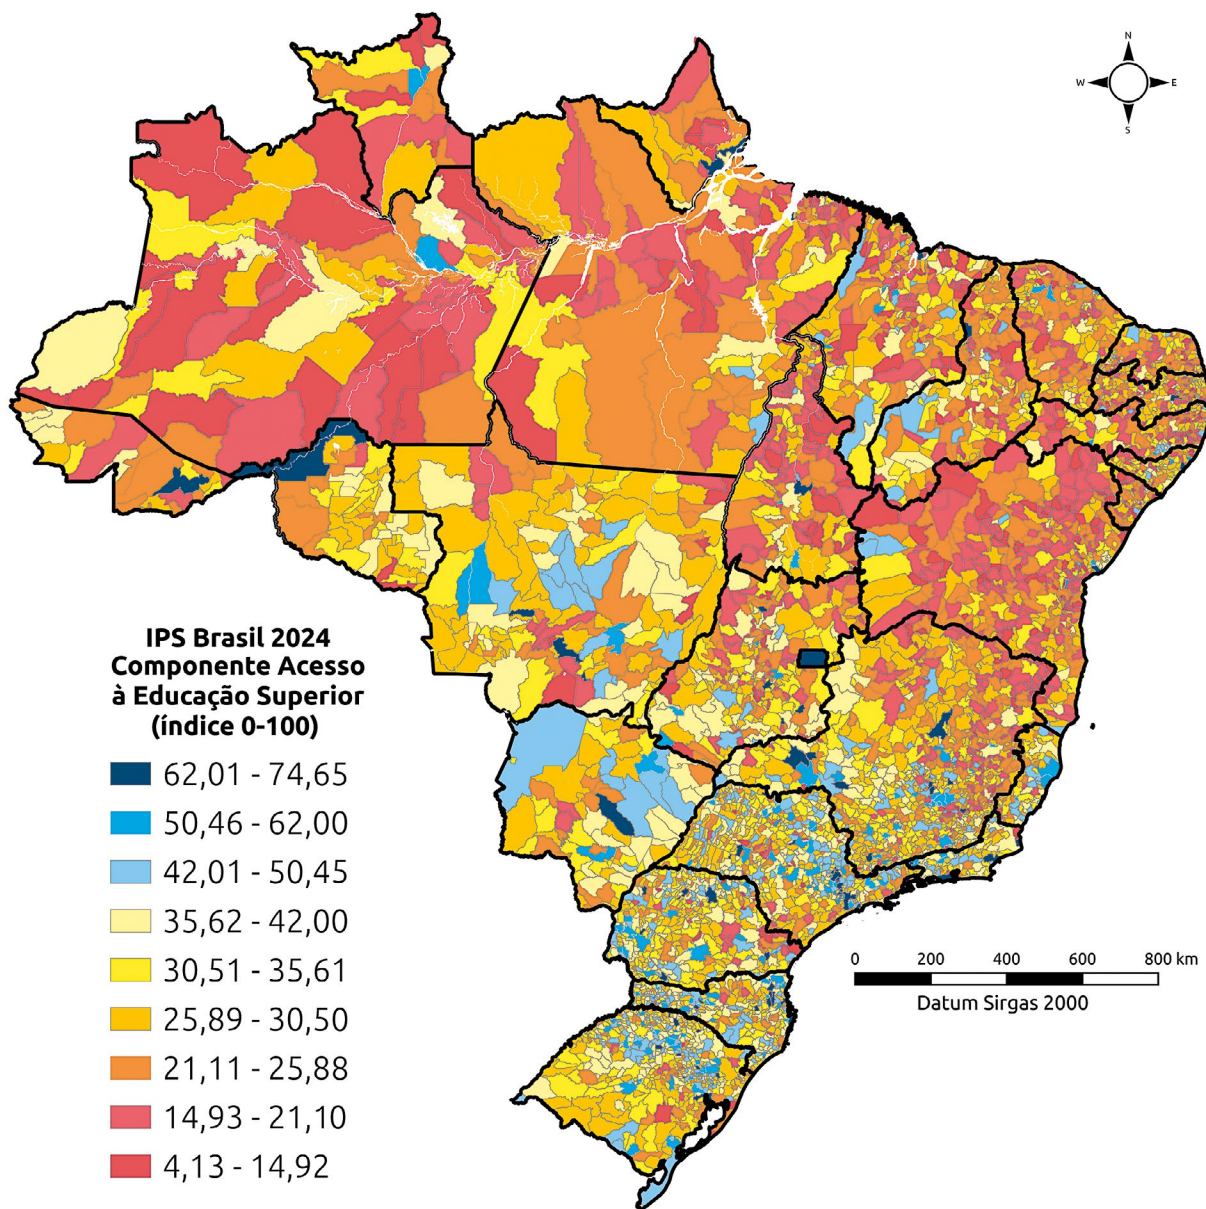 N
W E
S
IPS Brasil 2024
Componente Acesso
à Educação Superior
(índice 0-100)
62,01 - 74,65
50,46 - 62,00
42,01 - 50,45
35,62 - 42,00
30,51 - 35,61
25,89 - 30,50
21,11 - 25,88
14,93 - 21,10
4,13 - 14,92
0 200 400 600 800 km
Datum Sirgas 2000